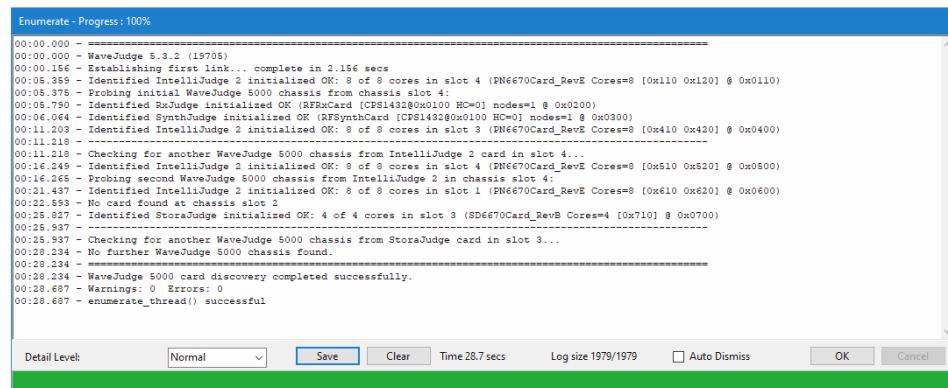 Enumerate - Progress : 100%
00:00.000 - ================================================================================
00:00.000 - WaveJudge 5.3.2 (19705)
00:00.156 - Establishing first link... complete in 2.156 secs
00:05.359 - Identified IntelliJudge 2 initialized OK: 8 of 8 cores in slot 4 (PN6670Card_RevE Cores=8 [0x110 0x120] @ 0x0110)
00:05.375 - Probing initial WaveJudge 5000 chassis from chassis slot 4:
00:05.790 - Identified RxJudge initialized OK (RFRxCard [CPS1432@0x0100 HC=0] nodes=1 @ 0x0200)
00:06.064 - Identified SynthJudge initialized OK (RFSynthCard [CPS1432@0x0100 HC=0] nodes=1 @ 0x0300)
00:11.203 - Identified IntelliJudge 2 initialized OK: 8 of 8 cores in slot 3 (PN6670Card_RevE Cores=8 [0x410 0x420] @ 0x0400)
00:11.218 - --------------------------------------------------------------------------------
00:11.218 - Checking for another WaveJudge 5000 chassis from IntelliJudge 2 card in slot 4...
00:16.249 - Identified IntelliJudge 2 initialized OK: 8 of 8 cores in slot 4 (PN6670Card_RevE Cores=8 [0x510 0x520] @ 0x0500)
00:16.265 - Probing second WaveJudge 5000 chassis from IntelliJudge 2 in chassis slot 4:
00:21.437 - Identified IntelliJudge 2 initialized OK: 8 of 8 cores in slot 1 (PN6670Card_RevE Cores=8 [0x610 0x620] @ 0x0600)
00:22.593 - No card found at chassis slot 2
00:25.827 - Identified StoraJudge initialized OK: 4 of 4 cores in slot 3 (SD6670Card_RevB Cores=4 [0x710] @ 0x0700)
00:25.937 - --------------------------------------------------------------------------------
00:25.937 - Checking for another WaveJudge 5000 chassis from StoraJudge card in slot 3...
00:28.234 - No further WaveJudge 5000 chassis found.
00:28.234 - ================================================================================
00:28.234 - WaveJudge 5000 card discovery completed successfully.
00:28.687 - Warnings: 0 Errors: 0
00:28.687 - enumerate_thread() successful
Detail Level: Normal Save Clear Time 28.7 secs Log size 1979/1979 Auto Dismiss OK Cancel